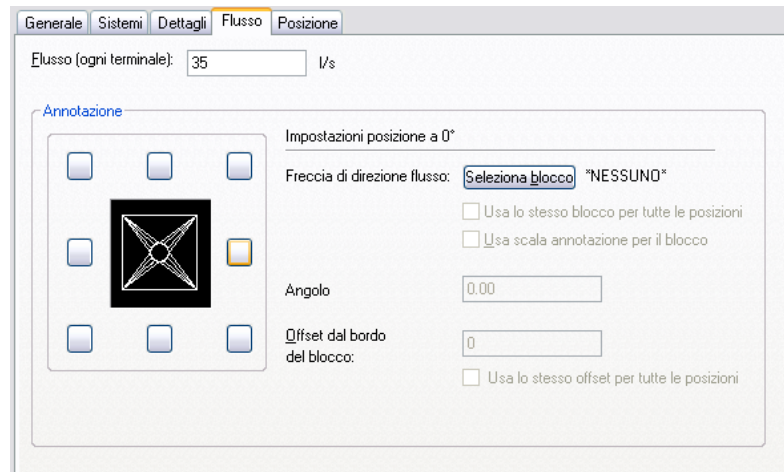 Generale Sistemi Dettagli Flusso Posizione
Flusso (ogni terminale): 35 l/s
Annotazione
Impostazioni posizione a 0°
Freccia di direzione flusso: Seleziona blocco *NESSUNO*
Usa lo stesso blocco per tutte le posizioni
Usa scala annotazione per il blocco
Angolo 0.00
Offset dal bordo
del blocco: 0
Usa lo stesso offset per tutte le posizioni